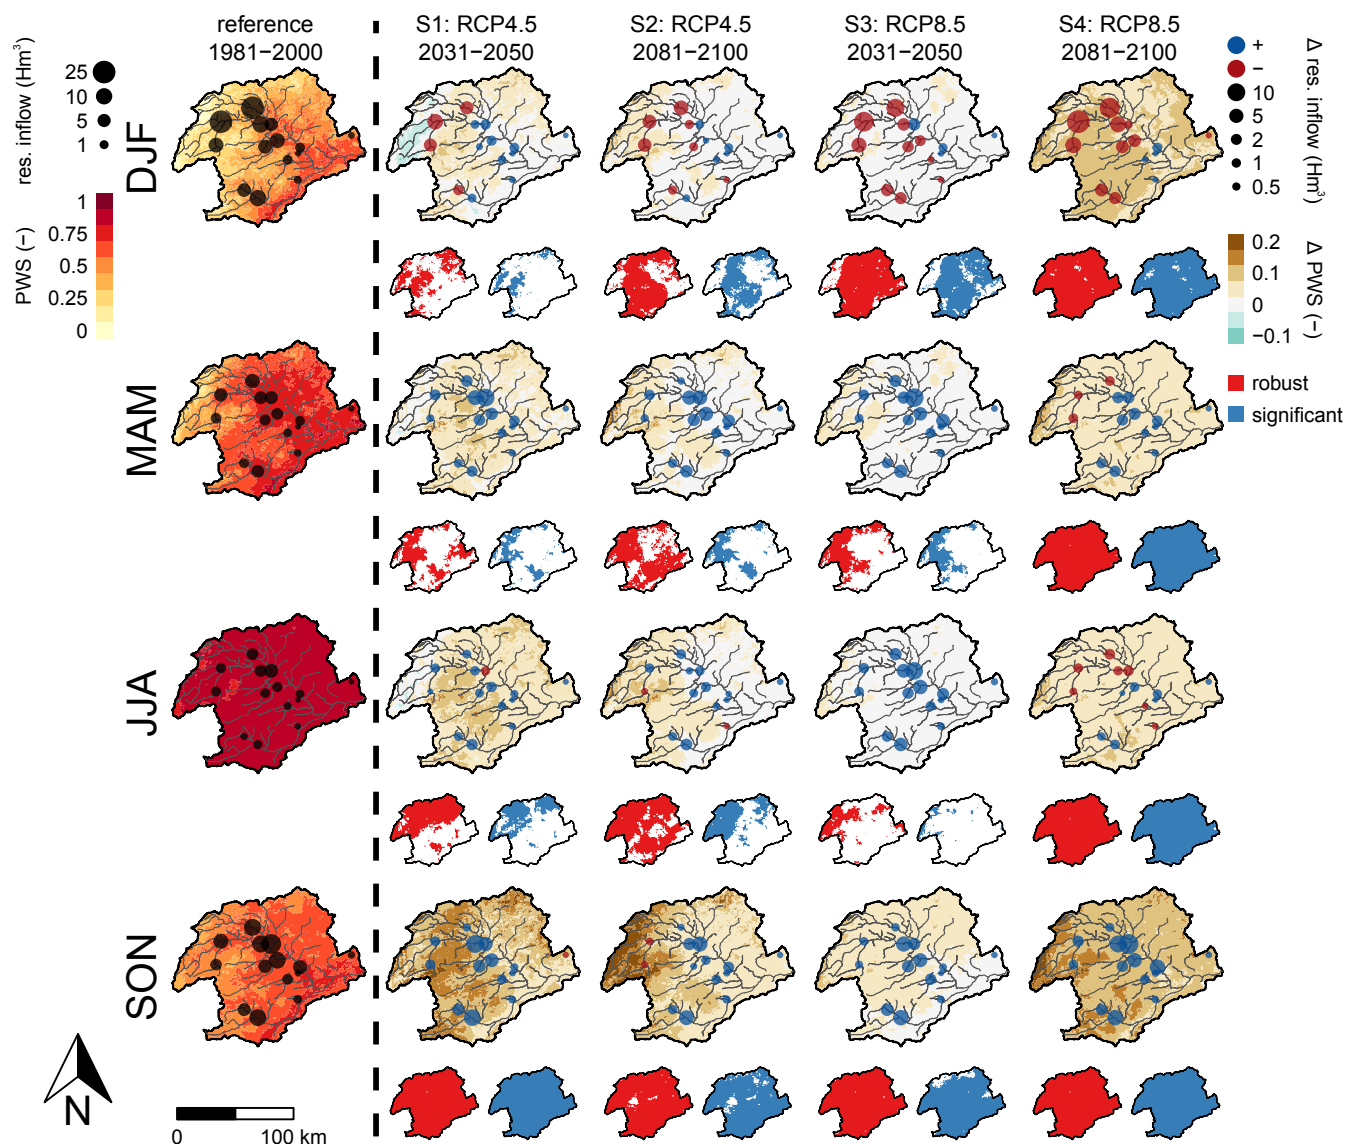 reference
1981−2000
S1: RCP4.5
2031−2050
S2: RCP4.5
2081−2100
S3: RCP8.5
2031−2050
S4: RCP8.5
2081−2100
res. inflow (Hm³)
25
10
5
1
PWS (−)
1
0.75
0.5
0.25
0
DJF
MAM
JJA
SON
Δ res. inflow (Hm³)
+
−
10
5
2
1
0.5
Δ PWS (−)
0.2
0.1
0
−0.1
robust
significant
N
0
100 km